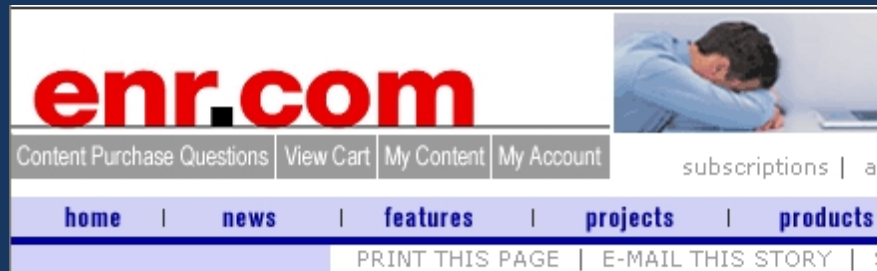 enr.com
Content Purchase Questions View Cart My Content My Account
subscriptions |
home | news | features | projects | products
PRINT THIS PAGE | E-MAIL THIS STORY |